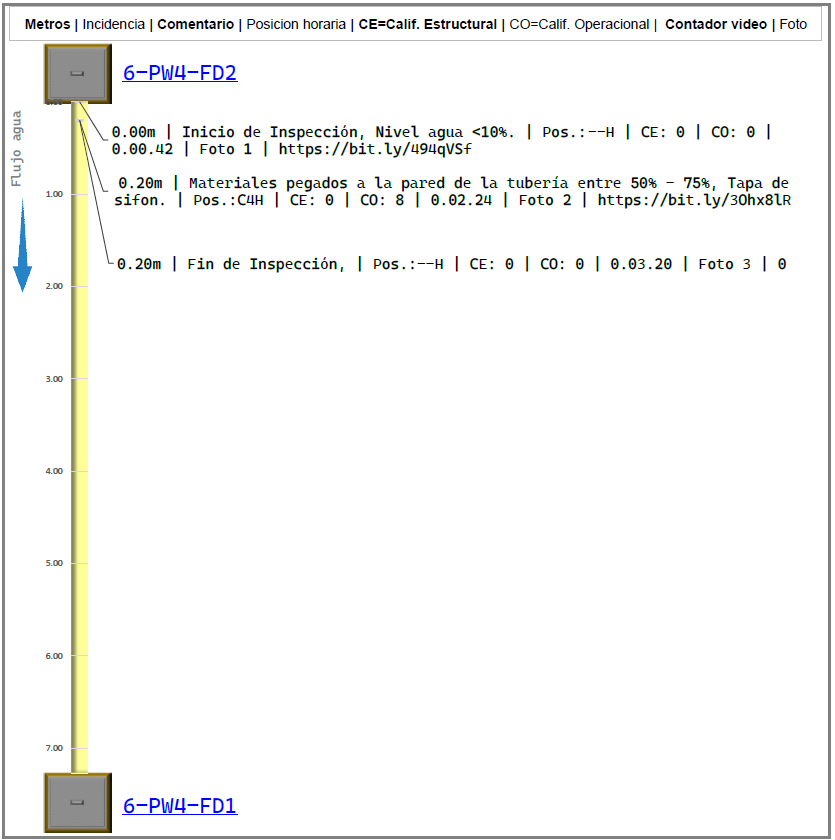 Metros | Incidencia | Comentario | Posicion horaria | CE=Calif. Estructural | CO=Calif. Operacional | Contador video | Foto
6-PW4-FD2
Flujo agua
0.00m | Inicio de Inspección, Nivel agua <10%. | Pos.:--H | CE: 0 | CO: 0 |
0.00.42 | Foto 1 | https://bit.ly/494qVSf
0.20m | Materiales pegados a la pared de la tubería entre 50% - 75%, Tapa de
sifon. | Pos.:C4H | CE: 0 | CO: 8 | 0.02.24 | Foto 2 | https://bit.ly/3Ohx8lR
1.00
0.20m | Fin de Inspección, | Pos.:--H | CE: 0 | CO: 0 | 0.03.20 | Foto 3 | 0
2.00
3.00
4.00
5.00
6.00
7.00
6-PW4-FD1